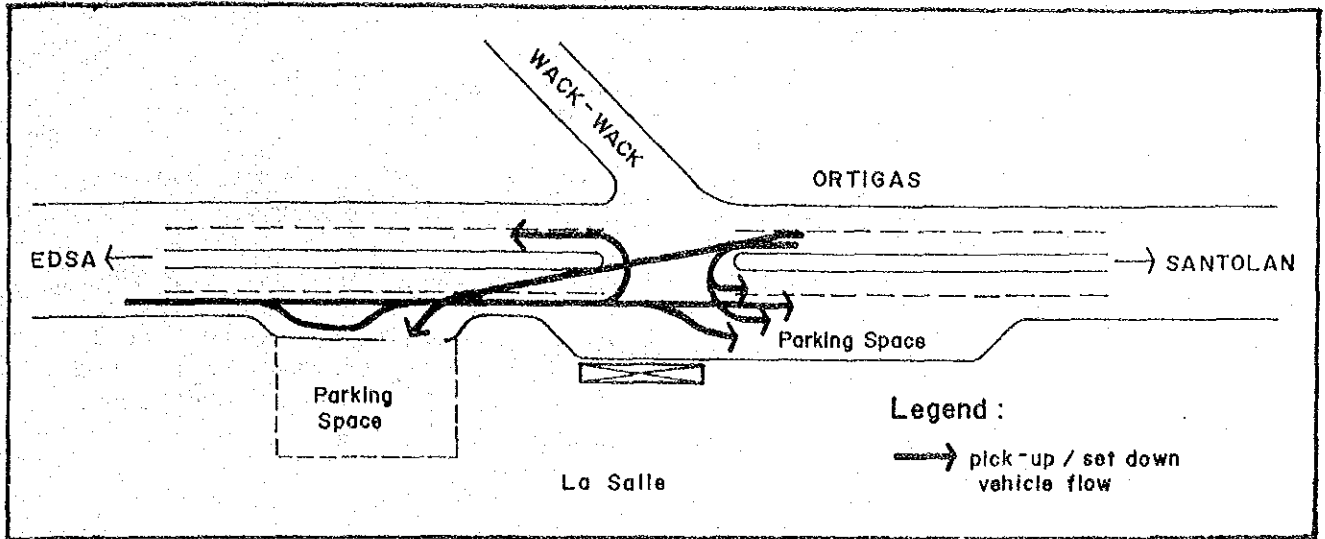 WACK-WACK
ORTIGAS
EDSA
SANTOLAN
Parking Space
Parking
Space
Legend :
pick-up / set down
vehicle flow
La Salle